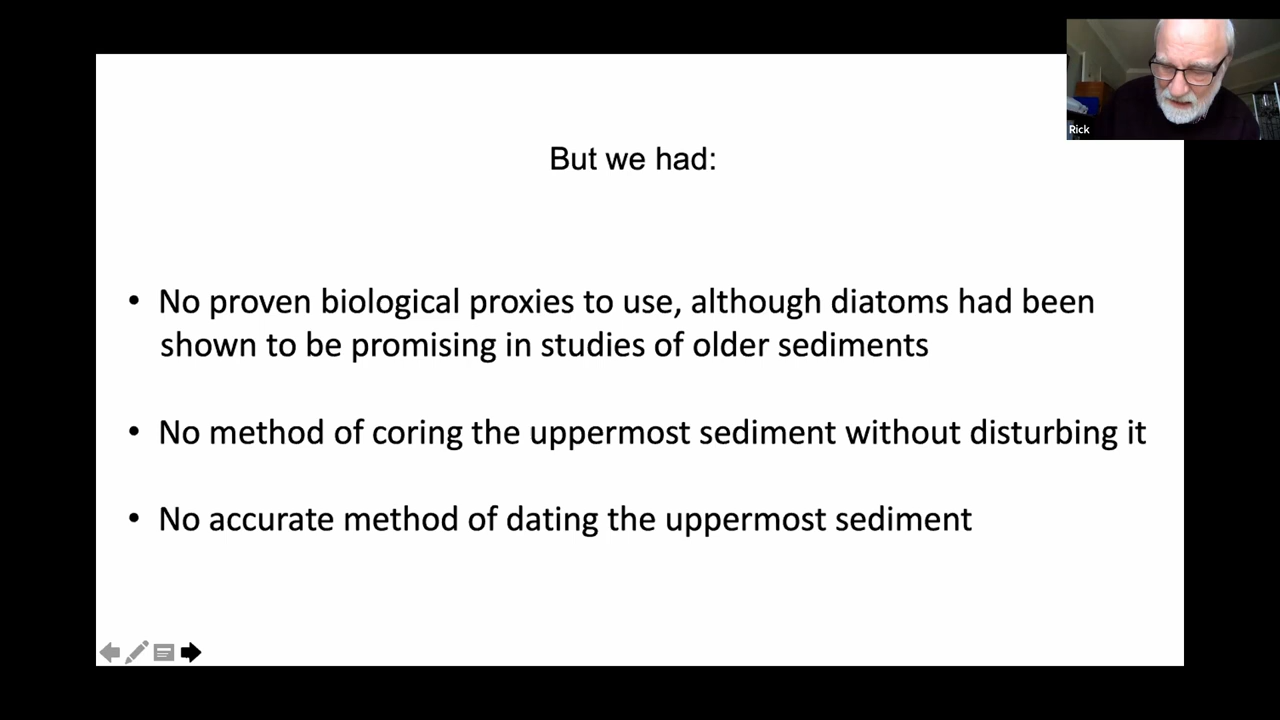 Rick
But we had:
• No proven biological proxies to use, although diatoms had been
shown to be promising in studies of older sediments
• No method of coring the uppermost sediment without disturbing it
• No accurate method of dating the uppermost sediment